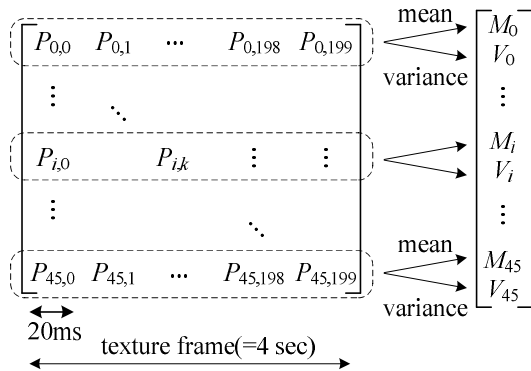 mean
P0,0 P0,1 ... P0,198 P0,199
M0
V0
variance
⋮ ⋱ ⋮
Pi,0 Pi,k ⋮ ⋮
Mi
Vi
⋮ ⋱ ⋮
mean
P45,0 P45,1 ... P45,198 P45,199
M45
V45
variance
20ms
texture frame(=4 sec)